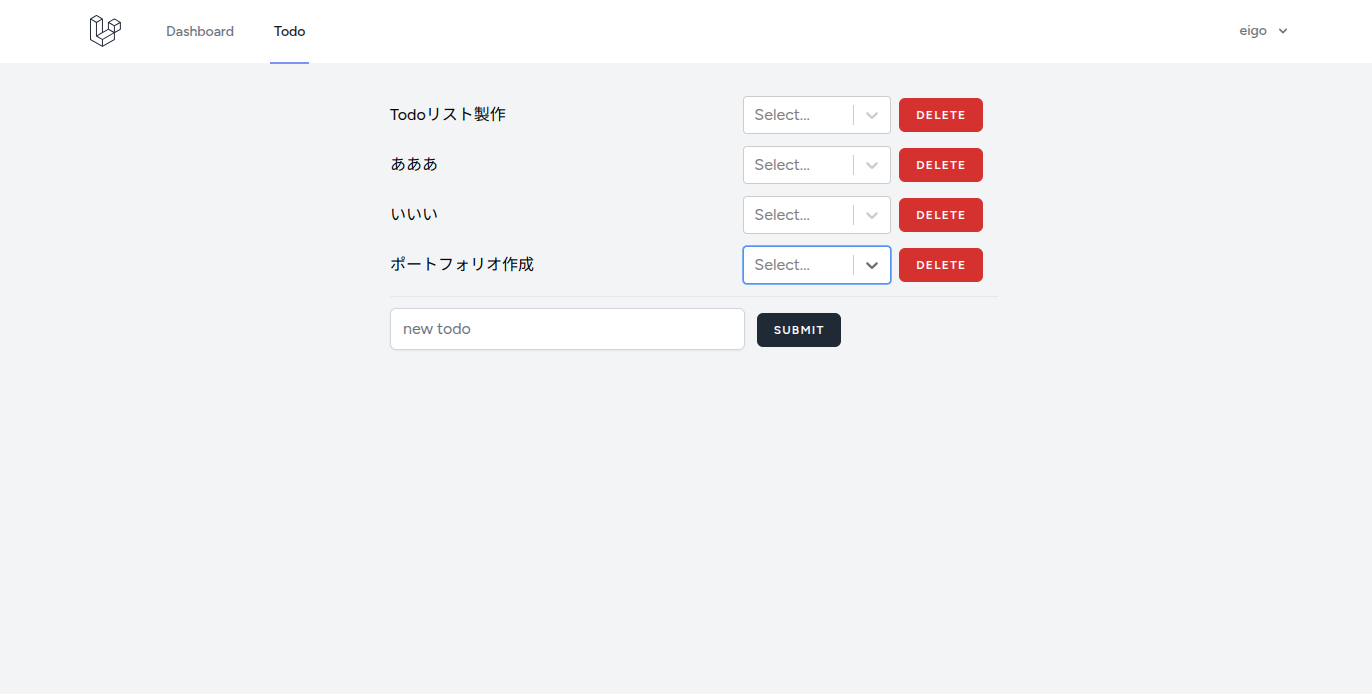 Dashboard Todo eigo
Todoリスト製作 Select... DELETE
あああ Select... DELETE
いいい Select... DELETE
ポートフォリオ作成 Select... DELETE
new todo SUBMIT